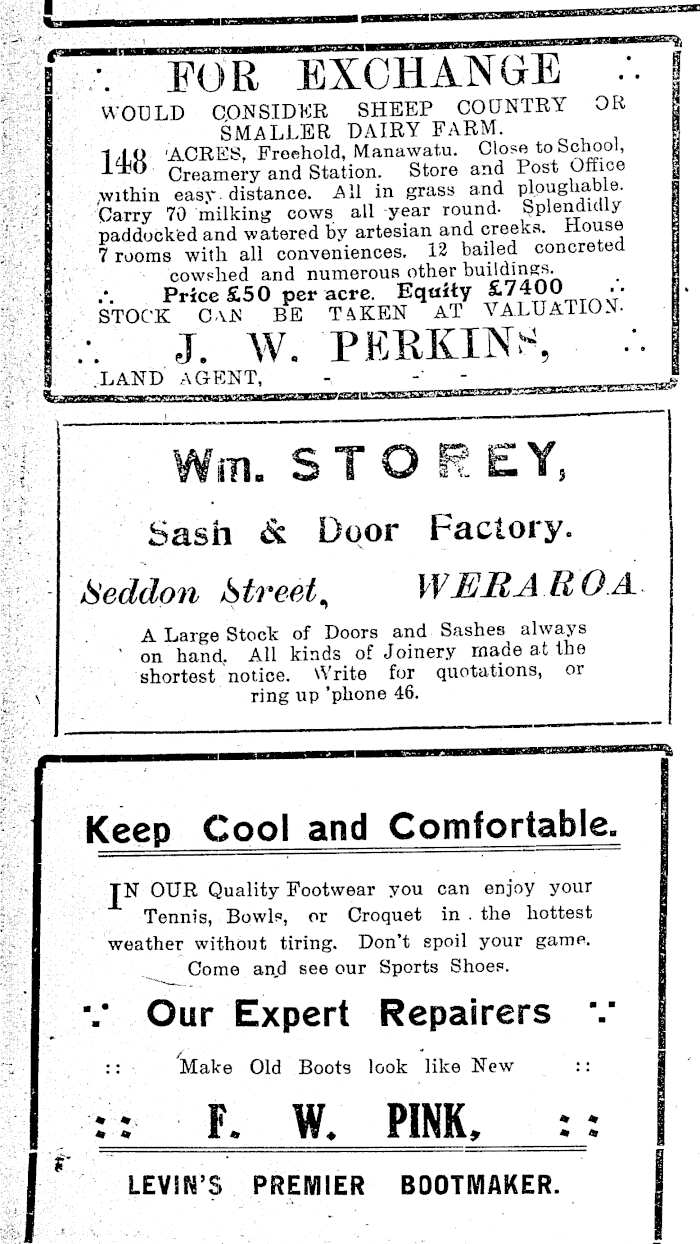 ∴ FOR EXCHANGE ∴
WOULD CONSIDER SHEEP COUNTRY OR
SMALLER DAIRY FARM.
148 ACRES, Freehold, Manawatu. Close to School,
Creamery and Station. Store and Post Office
within easy distance. All in grass and ploughable.
Carry 70 milking cows all year round. Splendidly
paddocked and watered by artesian and creeks. House
7 rooms with all conveniences. 12 bailed concreted
cowshed and numerous other buildings.
∴ Price £50 per acre. Equity £7400 ∴
STOCK CAN BE TAKEN AT VALUATION.
∴ J. W. PERKINS, ∴
LAND AGENT, - - -
Wm. STOREY,
Sash & Door Factory.
Seddon Street, WERAROA.
A Large Stock of Doors and Sashes always
on hand. All kinds of Joinery made at the
shortest notice. Write for quotations, or
ring up 'phone 46.
Keep Cool and Comfortable.
IN OUR Quality Footwear you can enjoy your
Tennis, Bowls, or Croquet in the hottest
weather without tiring. Don't spoil your game.
Come and see our Sports Shoes.
∵ Our Expert Repairers ∵
:: Make Old Boots look like New ::
:: F. W. PINK, ::
LEVIN'S PREMIER BOOTMAKER.